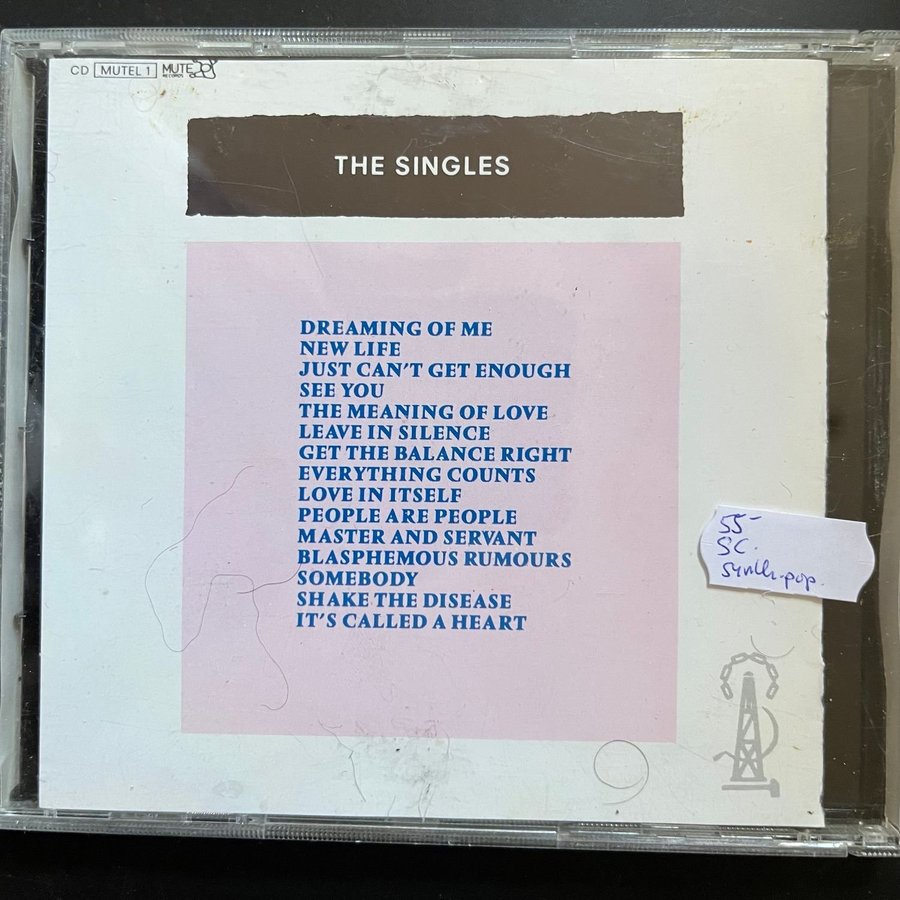 CD MUTEL 1 MUTE RECORDS
THE SINGLES
DREAMING OF ME
NEW LIFE
JUST CAN'T GET ENOUGH
SEE YOU
THE MEANING OF LOVE
LEAVE IN SILENCE
GET THE BALANCE RIGHT
EVERYTHING COUNTS
LOVE IN ITSELF
PEOPLE ARE PEOPLE
MASTER AND SERVANT
BLASPHEMOUS RUMOURS
SOMEBODY
SHAKE THE DISEASE
IT'S CALLED A HEART
55-
SC.
Synth-pop.